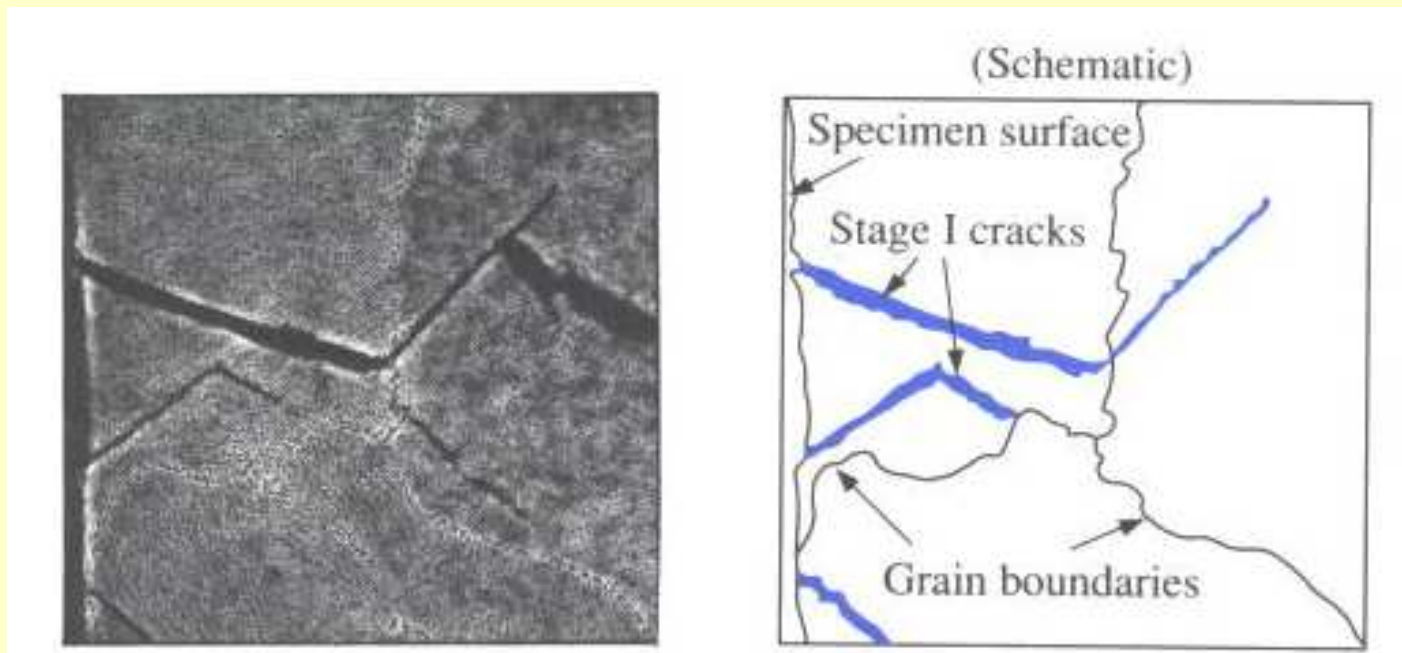 (Schematic)
Specimen surface
Stage I cracks
Grain boundaries